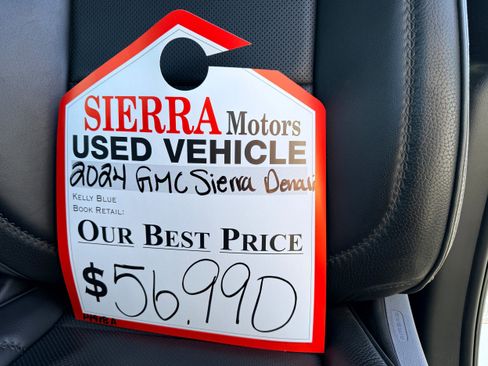 SIERRA Motors
USED VEHICLE
2024 GMC Sierra Denali
KELLY BLUE
BOOK RETAIL:
OUR BEST PRICE
$56,990